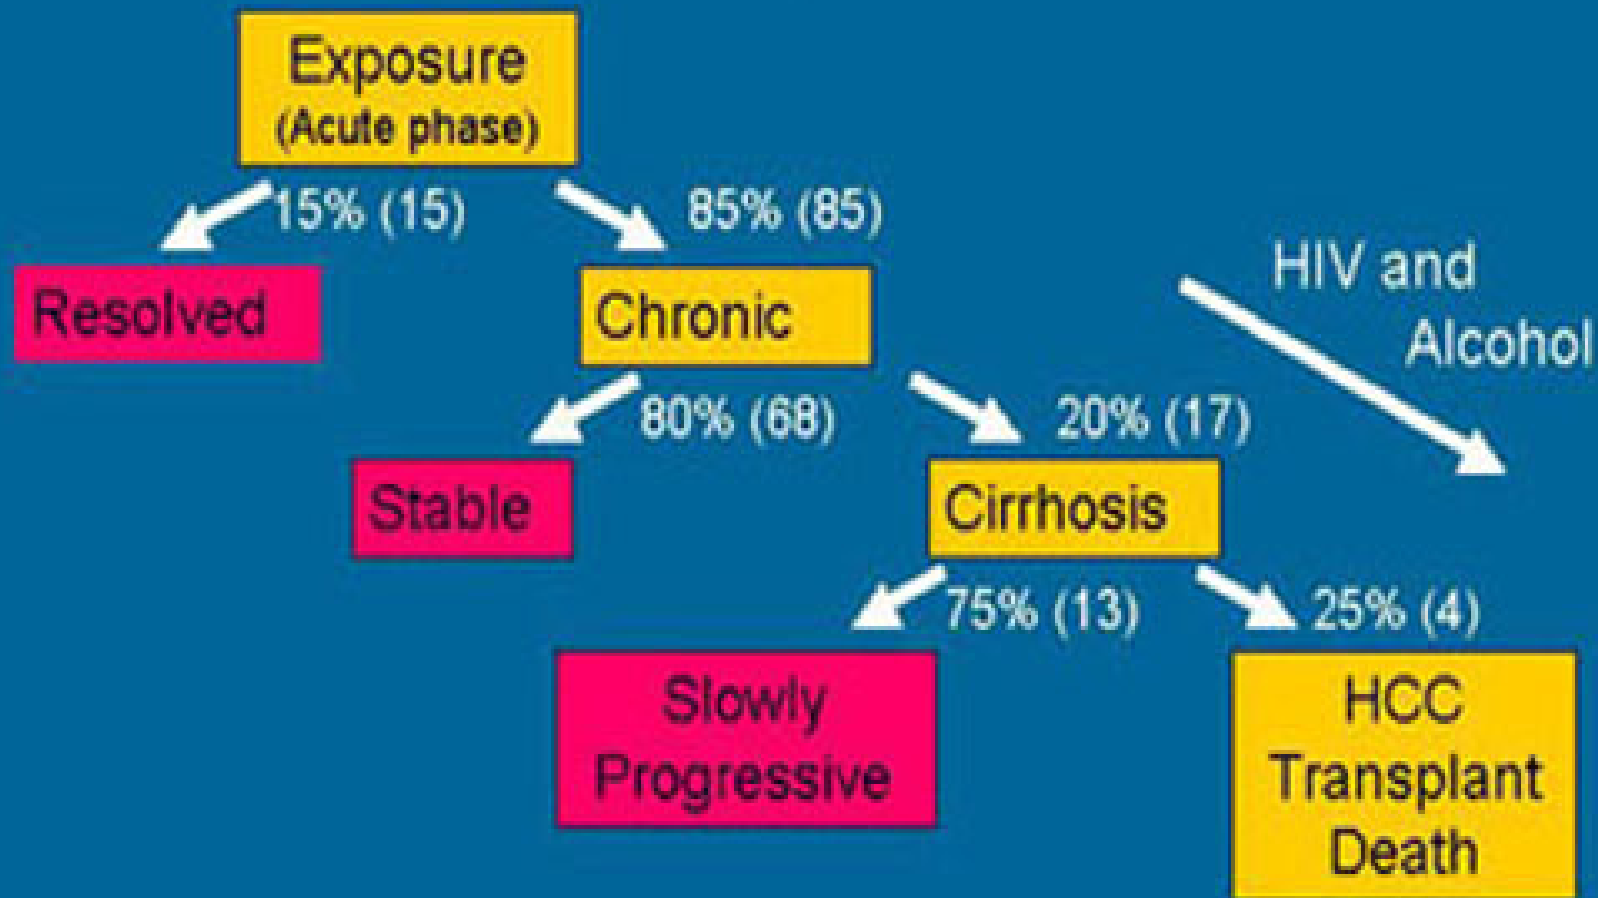 Exposure
(Acute phase)
15% (15)
85% (85)
HIV and
Alcohol
Resolved
Chronic
80% (68)
20% (17)
Stable
Cirrhosis
75% (13)
25% (4)
Slowly
Progressive
HCC
Transplant
Death